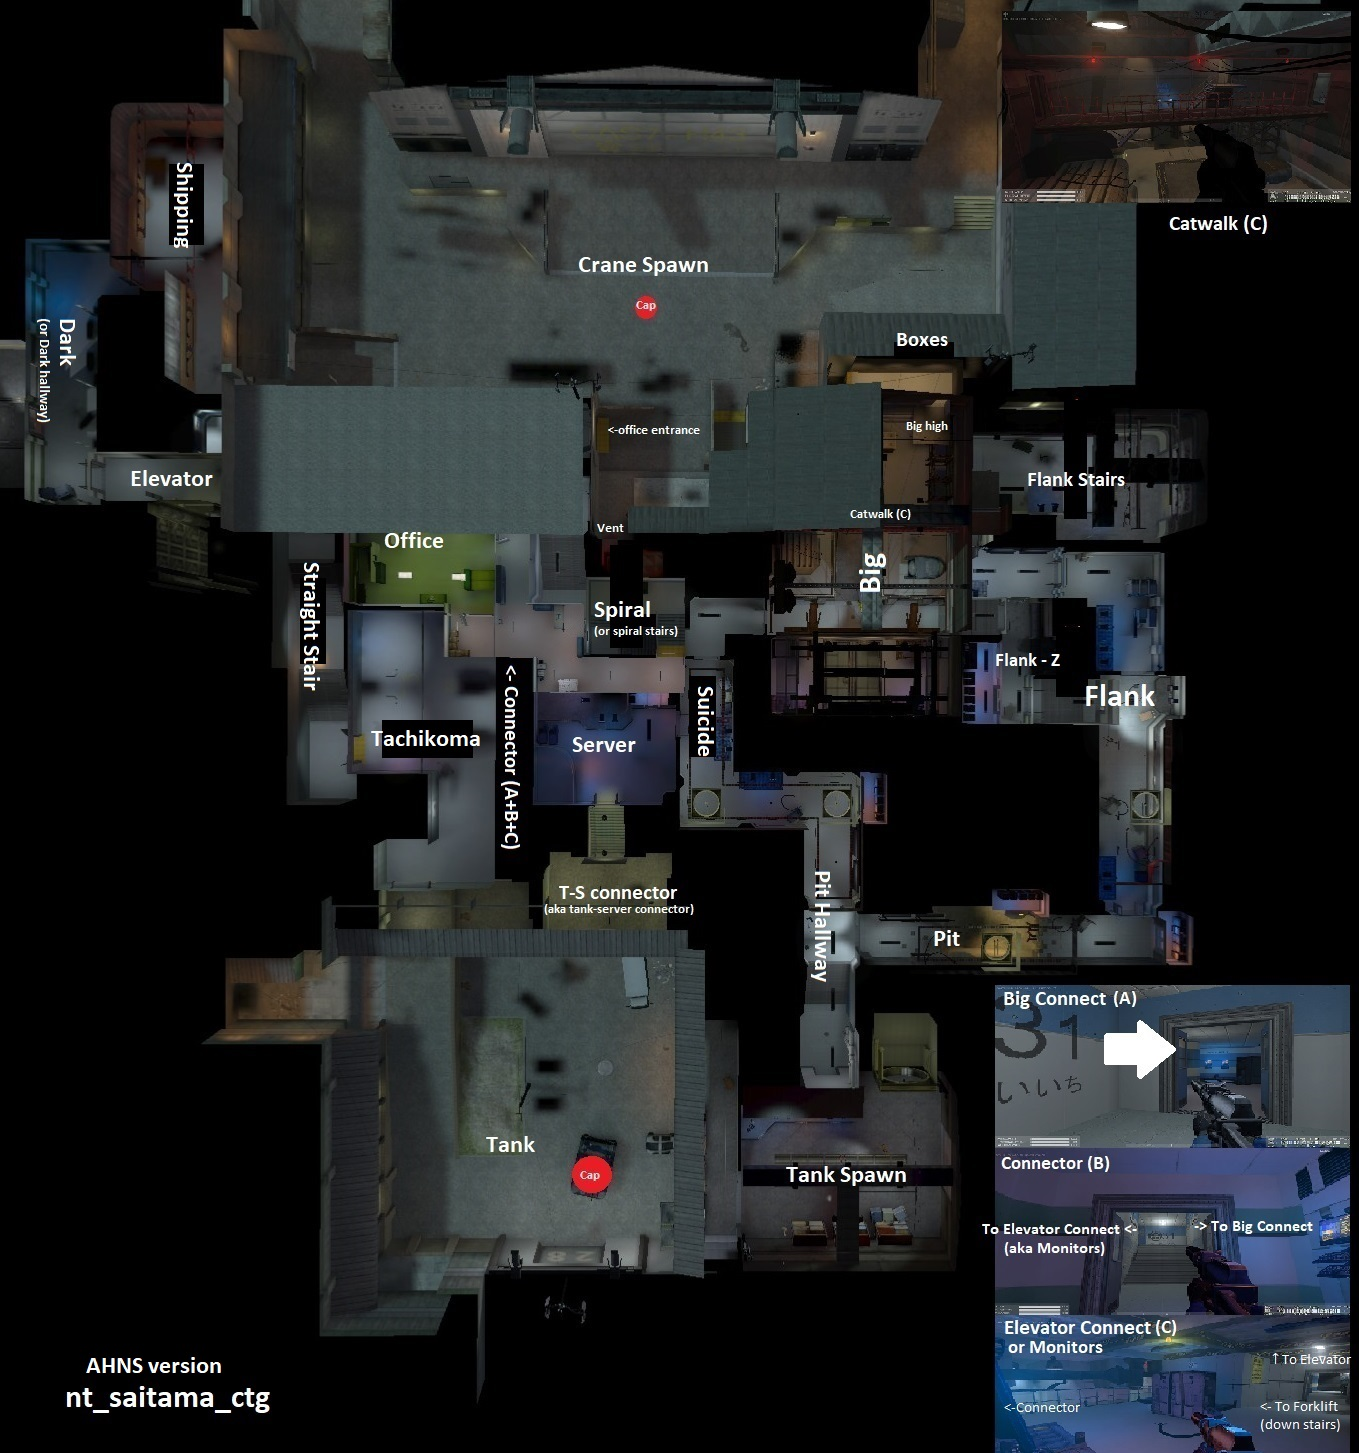 Catwalk (C)
Shipping
Crane Spawn
Cap
Dark
(or Dark hallway)
Boxes
<-office entrance
Big high
Elevator
Flank Stairs
Catwalk (C)
Vent
Office
Big
Straight Stair
Spiral
(or spiral stairs)
Flank - Z
Flank
<- Connector (A+B+C)
Suicide
Tachikoma
Server
T-S connector
(aka tank-server connector)
Pit Hallway
Pit
Big Connect (A)
31
いいち
Tank
Cap
Tank Spawn
Connector (B)
To Elevator Connect <-
(aka Monitors)
-> To Big Connect
Elevator Connect (C)
or Monitors
↑To Elevator
<-Connector
<- To Forklift
(down stairs)
AHNS version
nt_saitama_ctg